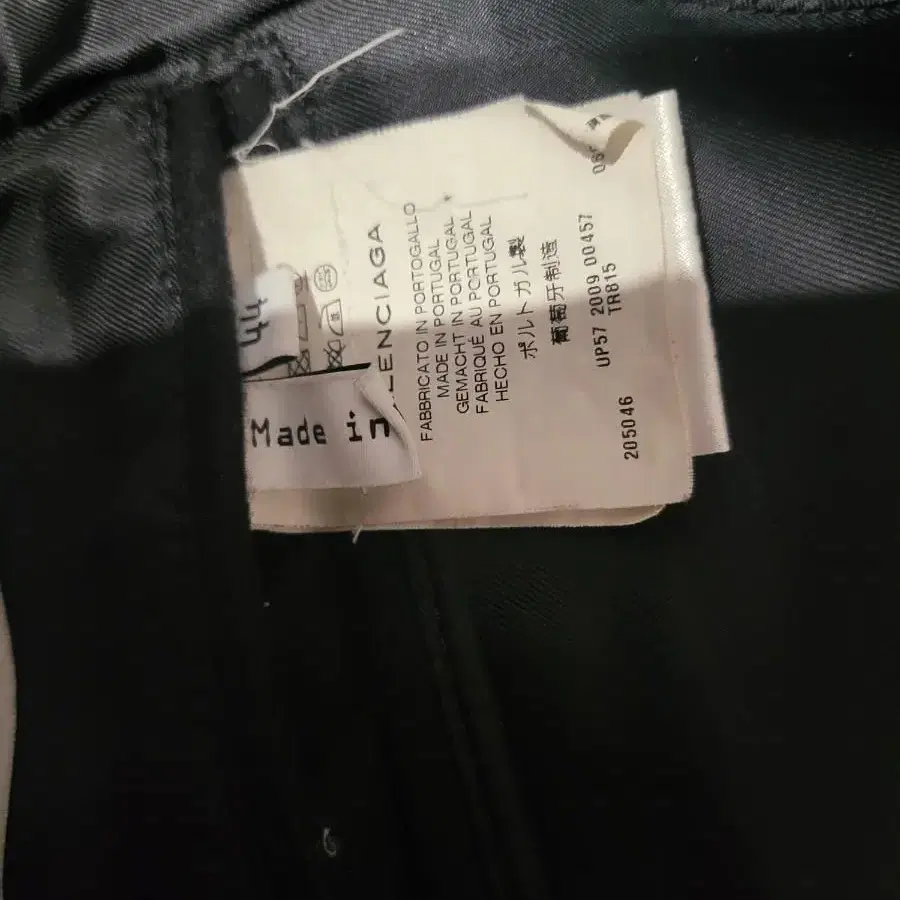 44
Made in
LENCIAGA
FABBRICATO IN PORTOGALLO
MADE IN PORTUGAL
GEMACHT IN PORTUGAL
FABRIQUÉ AU PORTUGAL
HECHO EN PORTUGAL
ポルトガル製
葡萄牙制造
UP57 2009 00457
TR815
205046